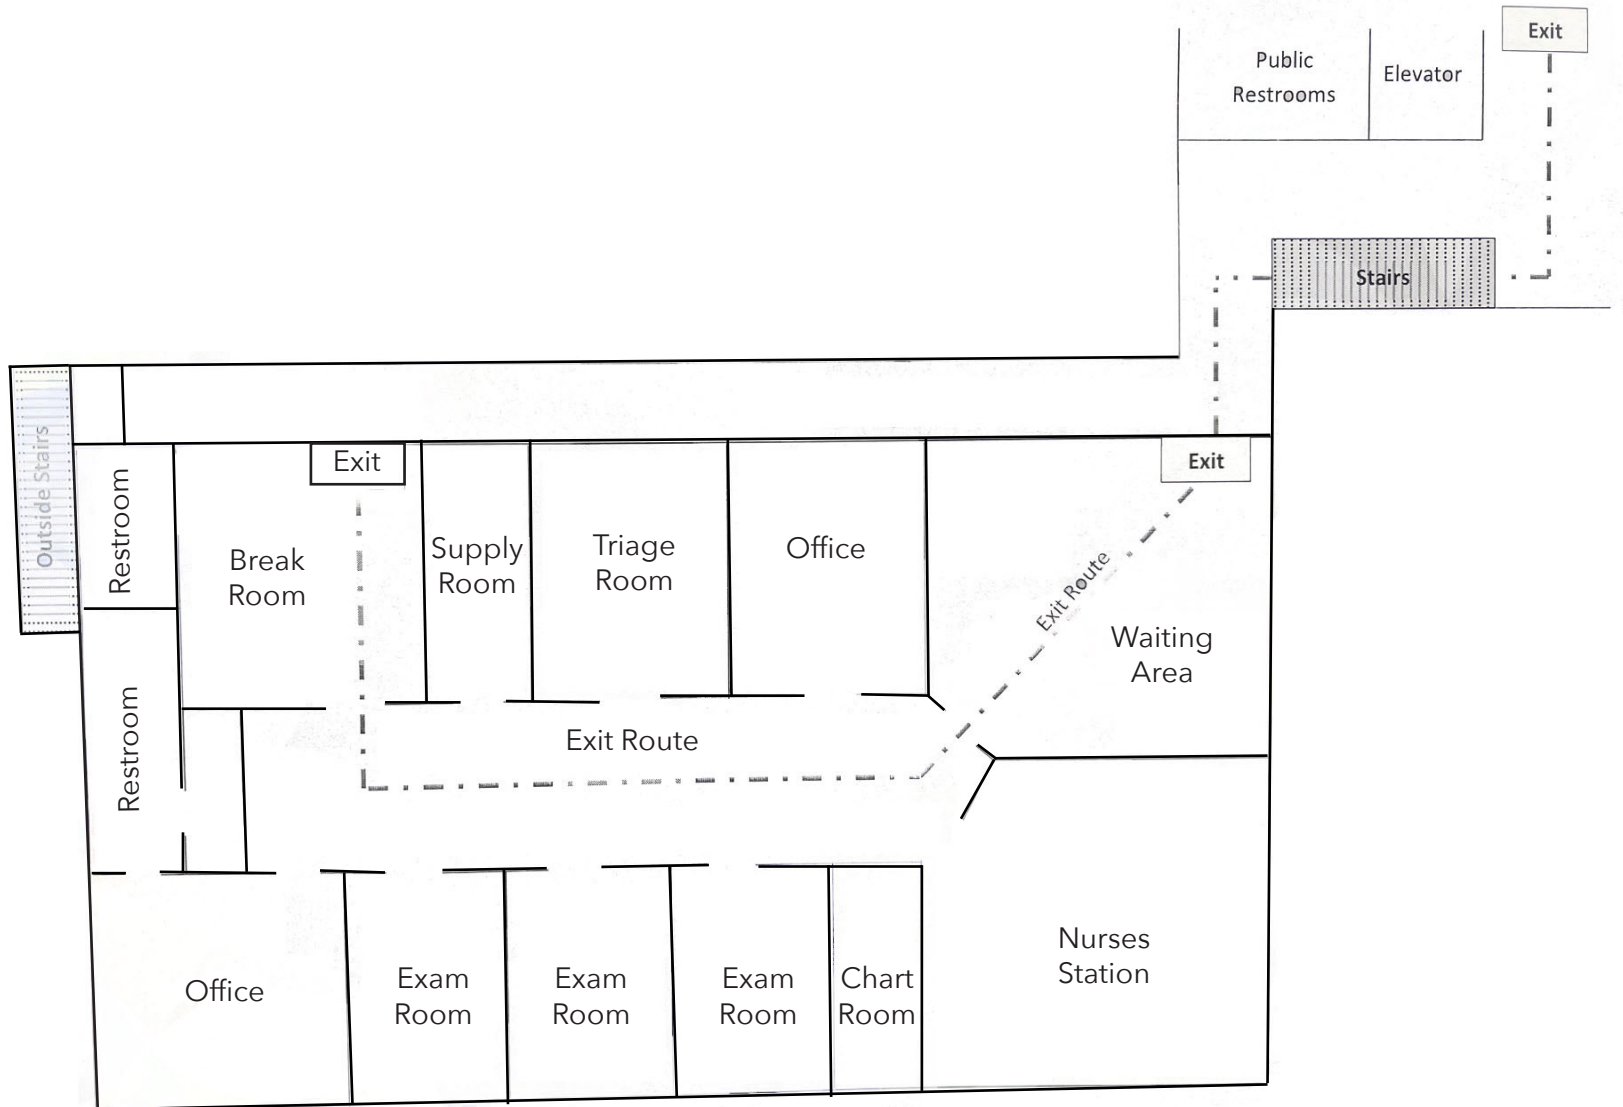 Exit
Public
Restrooms
Elevator
Stairs
Outside Stairs
Exit
Exit
Restroom
Break
Room
Supply
Room
Triage
Room
Office
Exit Route
Waiting
Area
Restroom
Exit Route
Office
Exam
Room
Exam
Room
Exam
Room
Chart
Room
Nurses
Station